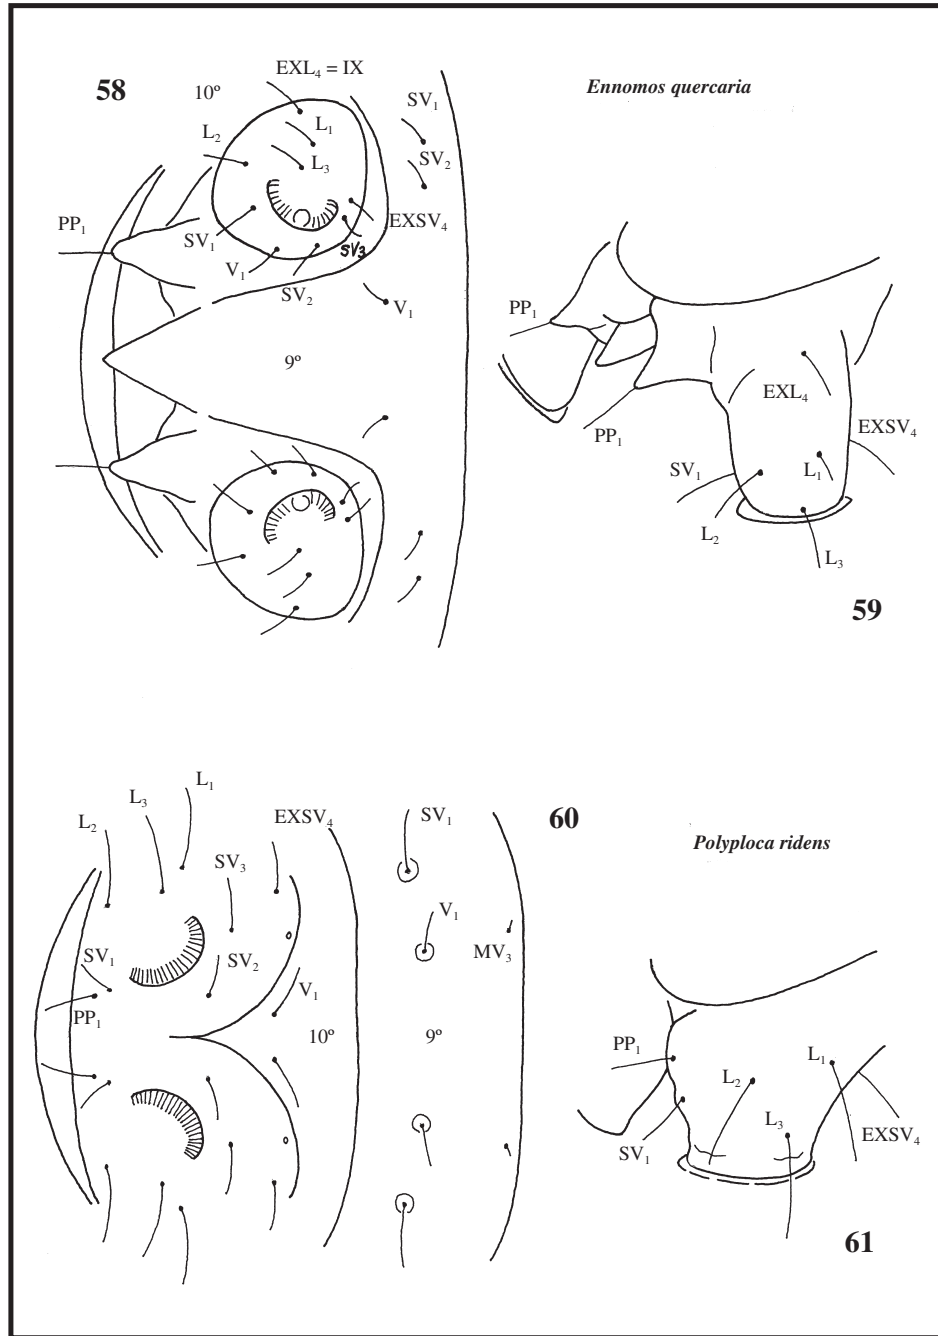 58
EXL₄ = IX
10º
Ennomos quercaria
SV₁
L₁
L₂
SV₂
L₃
PP₁
EXSV₄
SV₁
SV3
V₁
SV₂
V₁
9º
PP₁
EXL₄
PP₁
EXSV₄
SV₁
L₁
L₂
L₃
59
L₁
L₃
L₂
EXSV₄
SV₁
60
SV₃
Polyploca ridens
V₁
SV₁
SV₂
MV₃
V₁
PP₁
10º
9º
PP₁
L₁
L₂
L₃
EXSV₄
SV₁
61